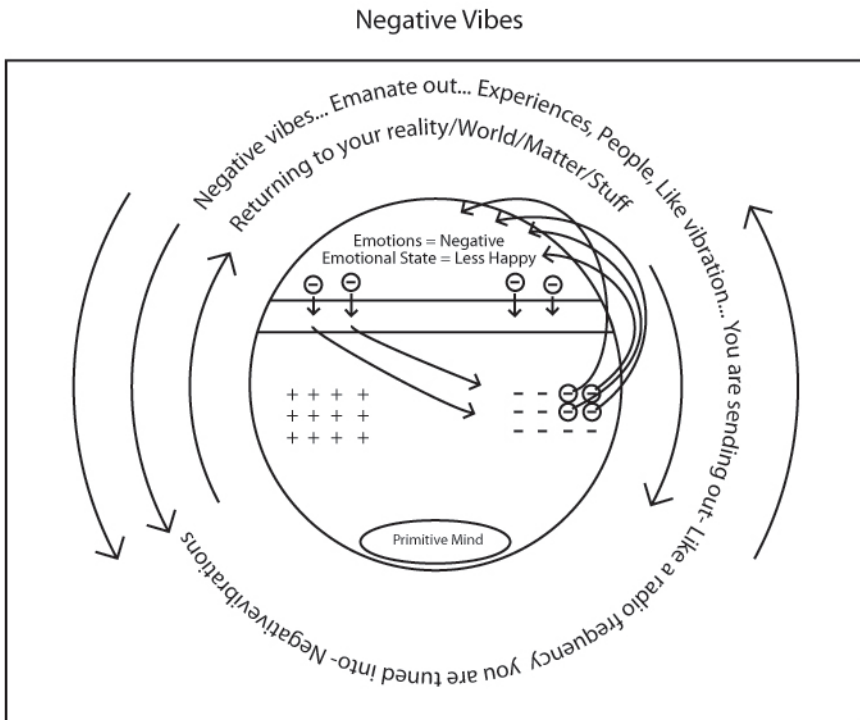 Negative Vibes
Negative vibes... Emanate out... Experiences, People, Like vibration... You are sending out- Like a radio frequency you are tuned into- Negativevibrations
Returning to your reality/World/Matter/Stuff
Emotions = Negative
Emotional State = Less Happy
- - - -
- -
+ + + + - - - -
+ + + + - - - -
+ + + + - - - -
Primitive Mind